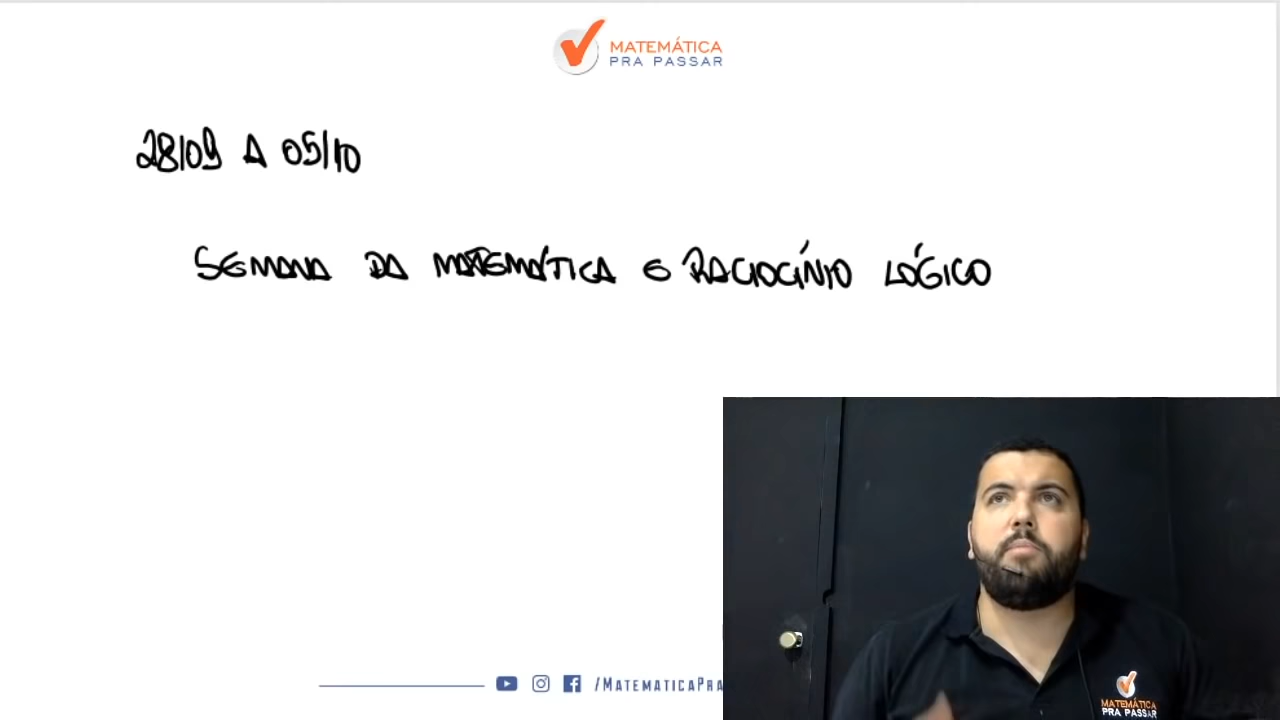 MATEMÁTICA
PRA PASSAR
28/09 A 05/10
SEMANA DA MATEMÁTICA E RACIOCÍNIO LÓGICO
/MATEMATICAPRA
MATEMÁTICA
PRA PASSAR